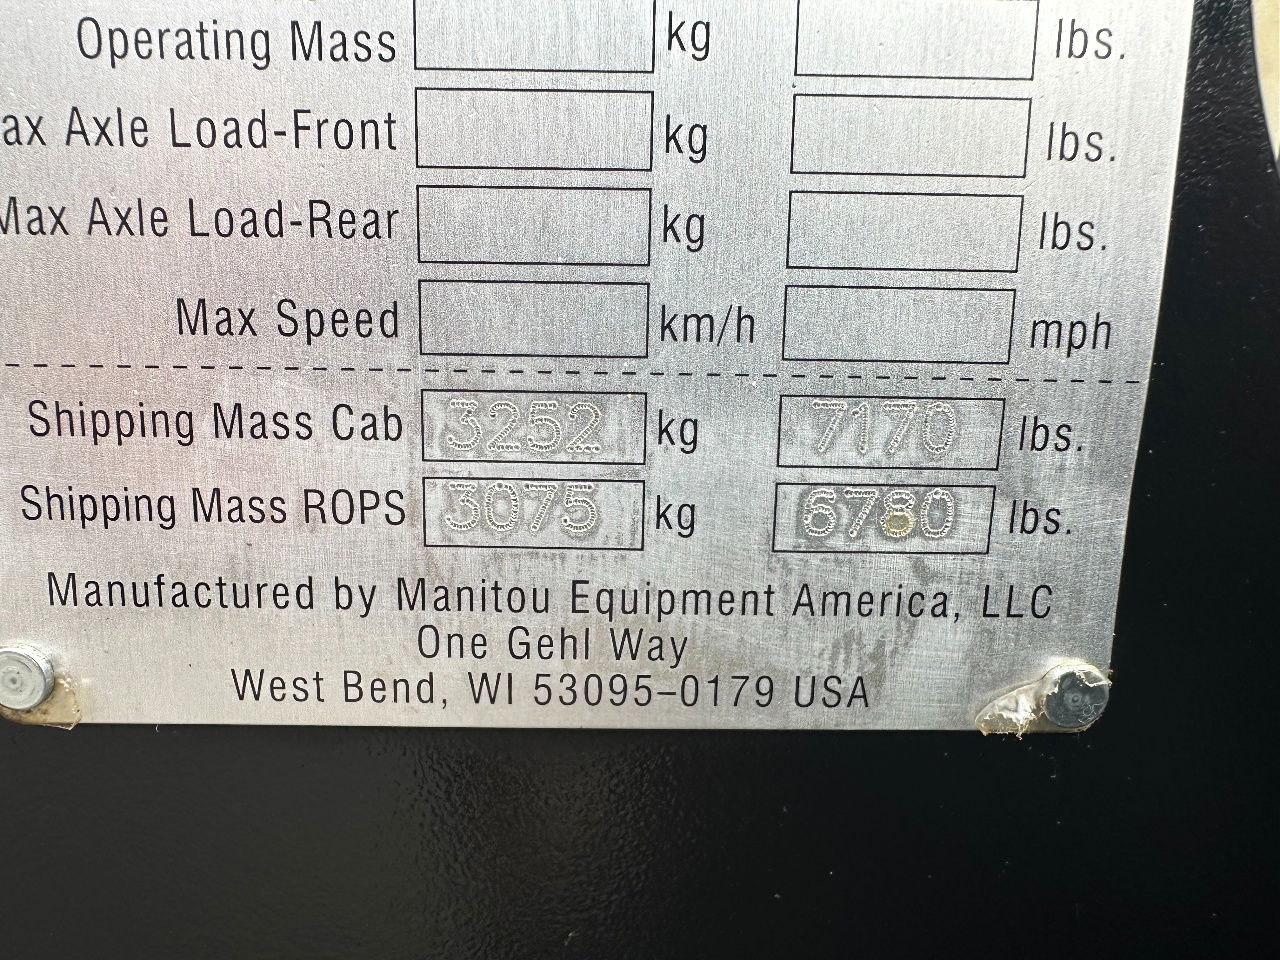 Operating Mass kg lbs.
ax Axle Load-Front kg lbs.
Max Axle Load-Rear kg lbs.
Max Speed km/h mph
Shipping Mass Cab 3252 kg 7170 lbs.
Shipping Mass ROPS 3075 kg 6780 lbs.
Manufactured by Manitou Equipment America, LLC
One Gehl Way
West Bend, WI 53095-0179 USA